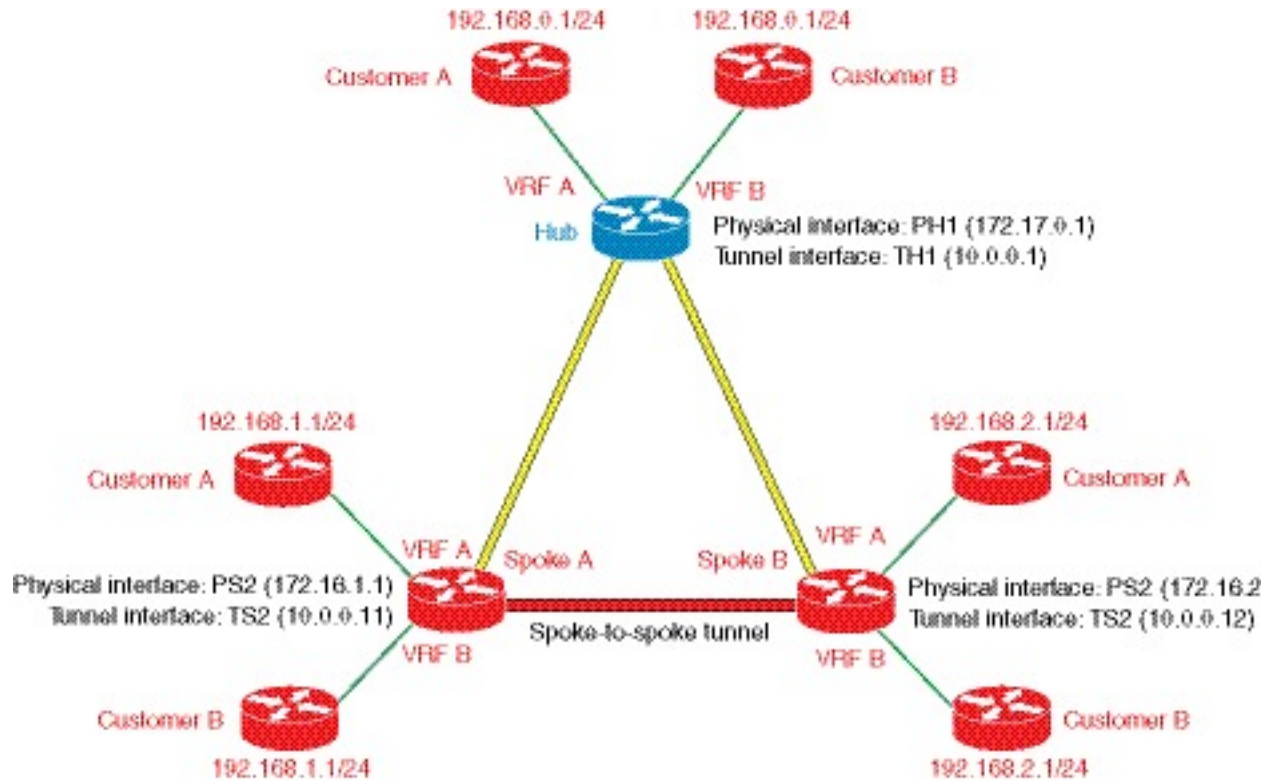 192.168.0.1/24
192.168.0.1/24
Customer A
Customer B
VRF A
VRF B
Hub
Physical interface: PH1 (172.17.0.1)
Tunnel interface: TH1 (10.0.0.1)
192.168.1.1/24
192.168.2.1/24
Customer A
Customer A
VRF A
Spoke A
Spoke B
VRF A
Physical interface: PS2 (172.16.1.1)
Tunnel interface: TS2 (10.0.0.11)
Physical interface: PS2 (172.16.2
Tunnel interface: TS2 (10.0.0.12)
Spoke-to-spoke tunnel
VRF B
VRF B
Customer B
Customer B
192.168.1.1/24
192.168.2.1/24